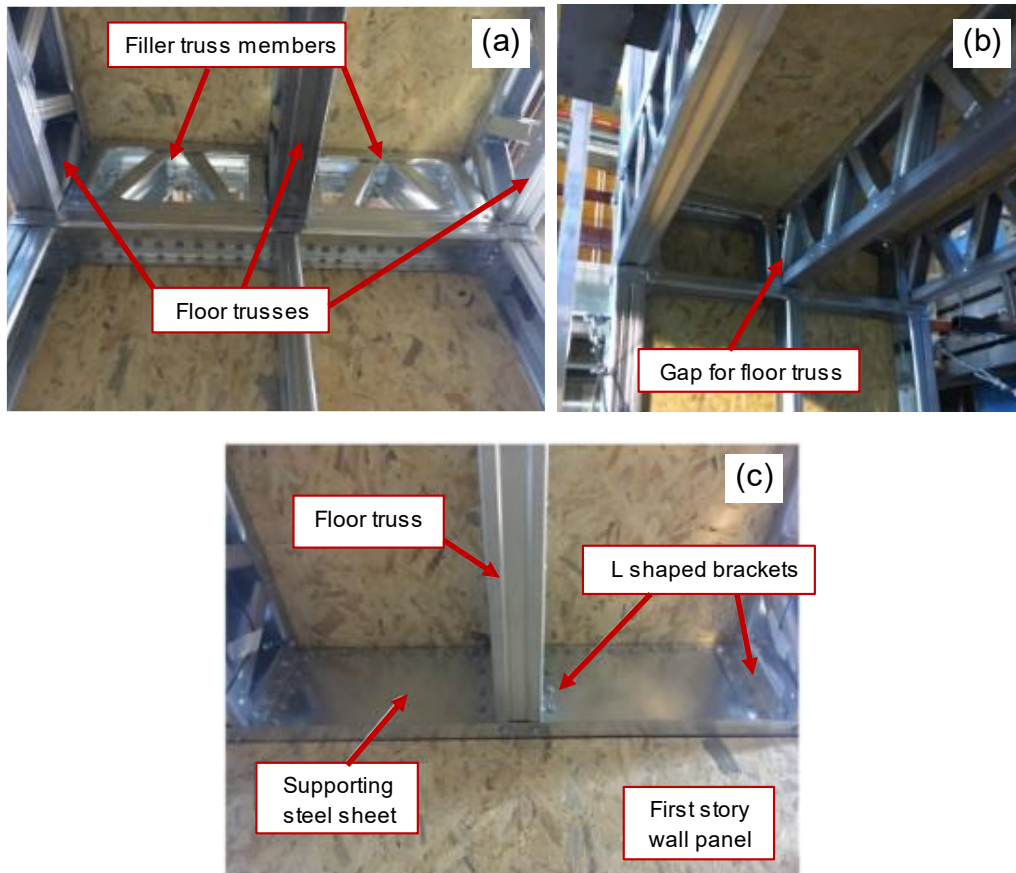 Filler truss members
(a)
Floor trusses
(b)
Gap for floor truss
(c)
Floor truss
L shaped brackets
Supporting
steel sheet
First story
wall panel